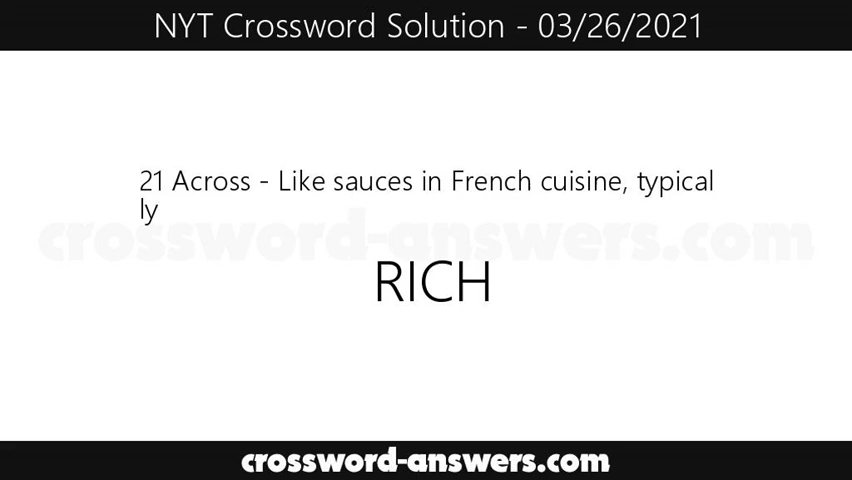 NYT Crossword Solution - 03/26/2021
21 Across - Like sauces in French cuisine, typical
ly
crossword-answers.com
RICH
crossword-answers.com